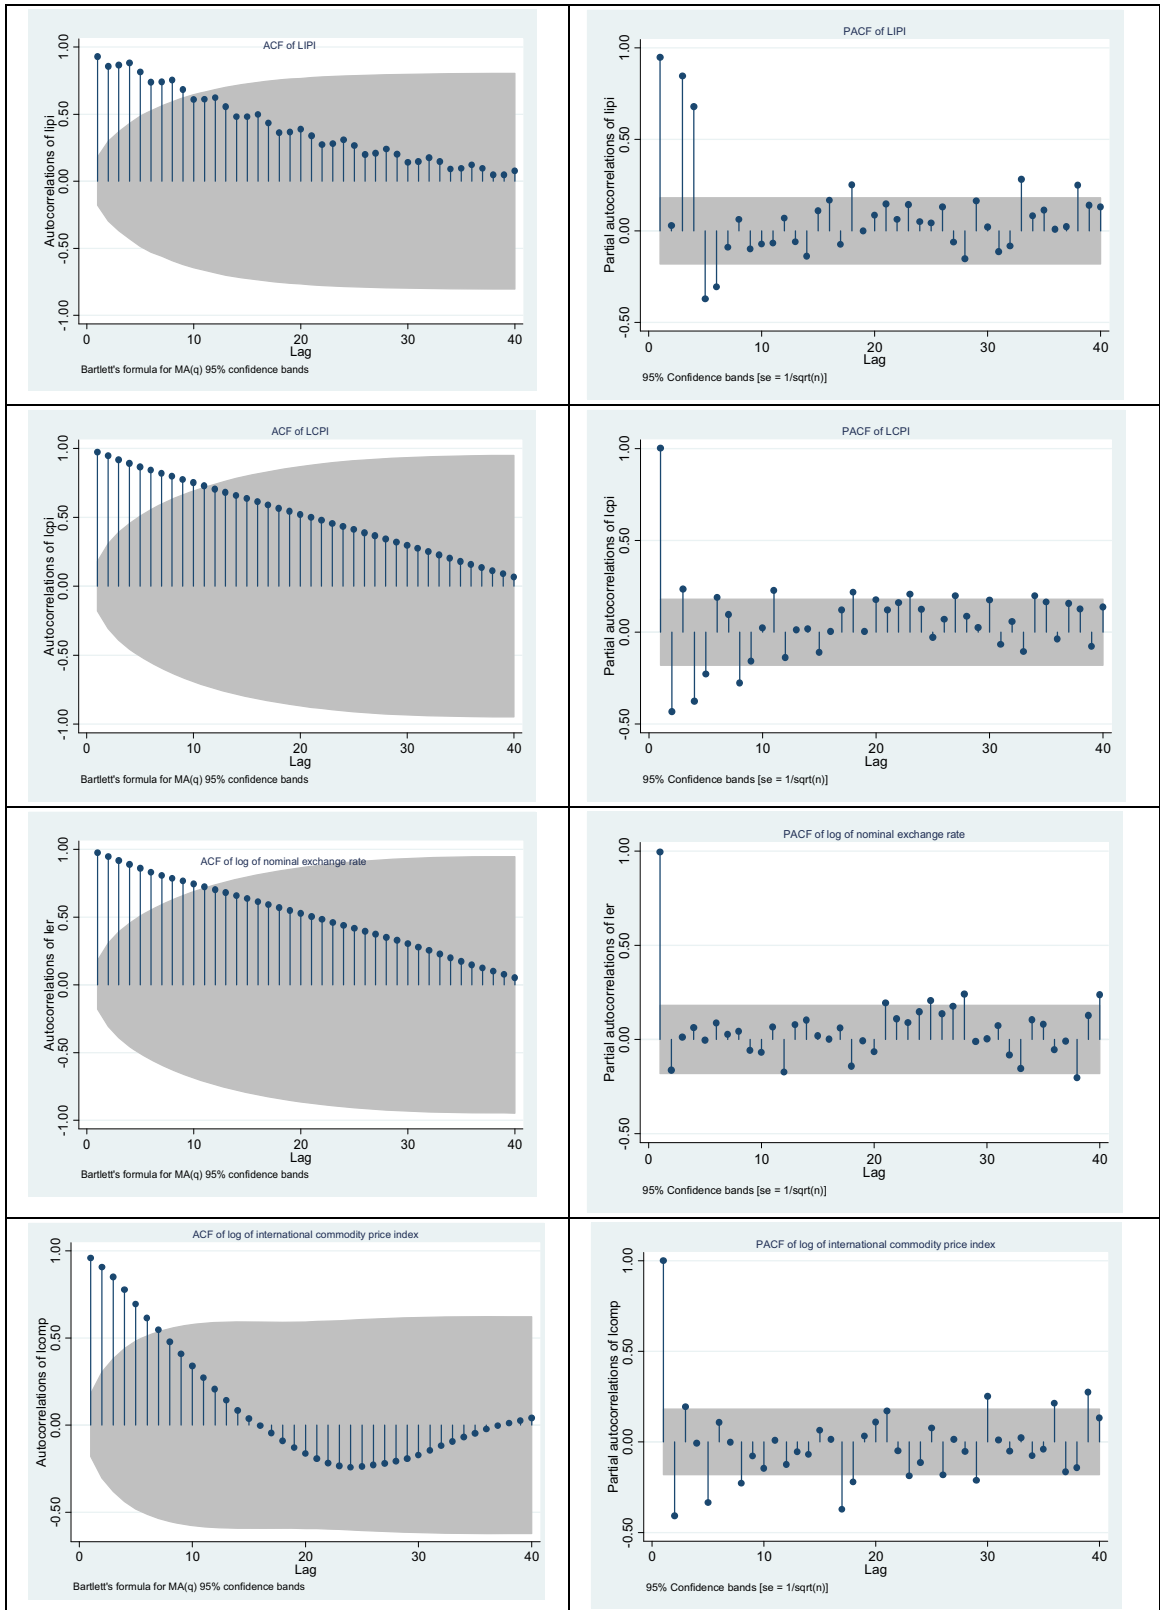 ACF of LIPI
Autocorrelations of lipi
1.00
0.50
0.00
-0.50
-1.00
0 10 20 30 40
Lag
Bartlett's formula for MA(q) 95% confidence bands
PACF of LIPI
Partial autocorrelations of lipi
1.00
0.50
0.00
-0.50
0 10 20 30 40
Lag
95% Confidence bands [se = 1/sqrt(n)]
ACF of LCPI
Autocorrelations of lcpi
1.00
0.50
0.00
-0.50
-1.00
0 10 20 30 40
Lag
Bartlett's formula for MA(q) 95% confidence bands
PACF of LCPI
Partial autocorrelations of lcpi
1.00
0.50
0.00
-0.50
0 10 20 30 40
Lag
95% Confidence bands [se = 1/sqrt(n)]
ACF of log of nominal exchange rate
Autocorrelations of ler
1.00
0.50
0.00
-0.50
-1.00
0 10 20 30 40
Lag
Bartlett's formula for MA(q) 95% confidence bands
PACF of log of nominal exchange rate
Partial autocorrelations of ler
1.00
0.50
0.00
-0.50
0 10 20 30 40
Lag
95% Confidence bands [se = 1/sqrt(n)]
ACF of log of international commodity price index
Autocorrelations of lcomp
1.00
0.50
0.00
-0.50
0 10 20 30 40
Lag
Bartlett's formula for MA(q) 95% confidence bands
PACF of log of international commodity price index
Partial autocorrelations of lcomp
1.00
0.50
0.00
-0.50
0 10 20 30 40
Lag
95% Confidence bands [se = 1/sqrt(n)]